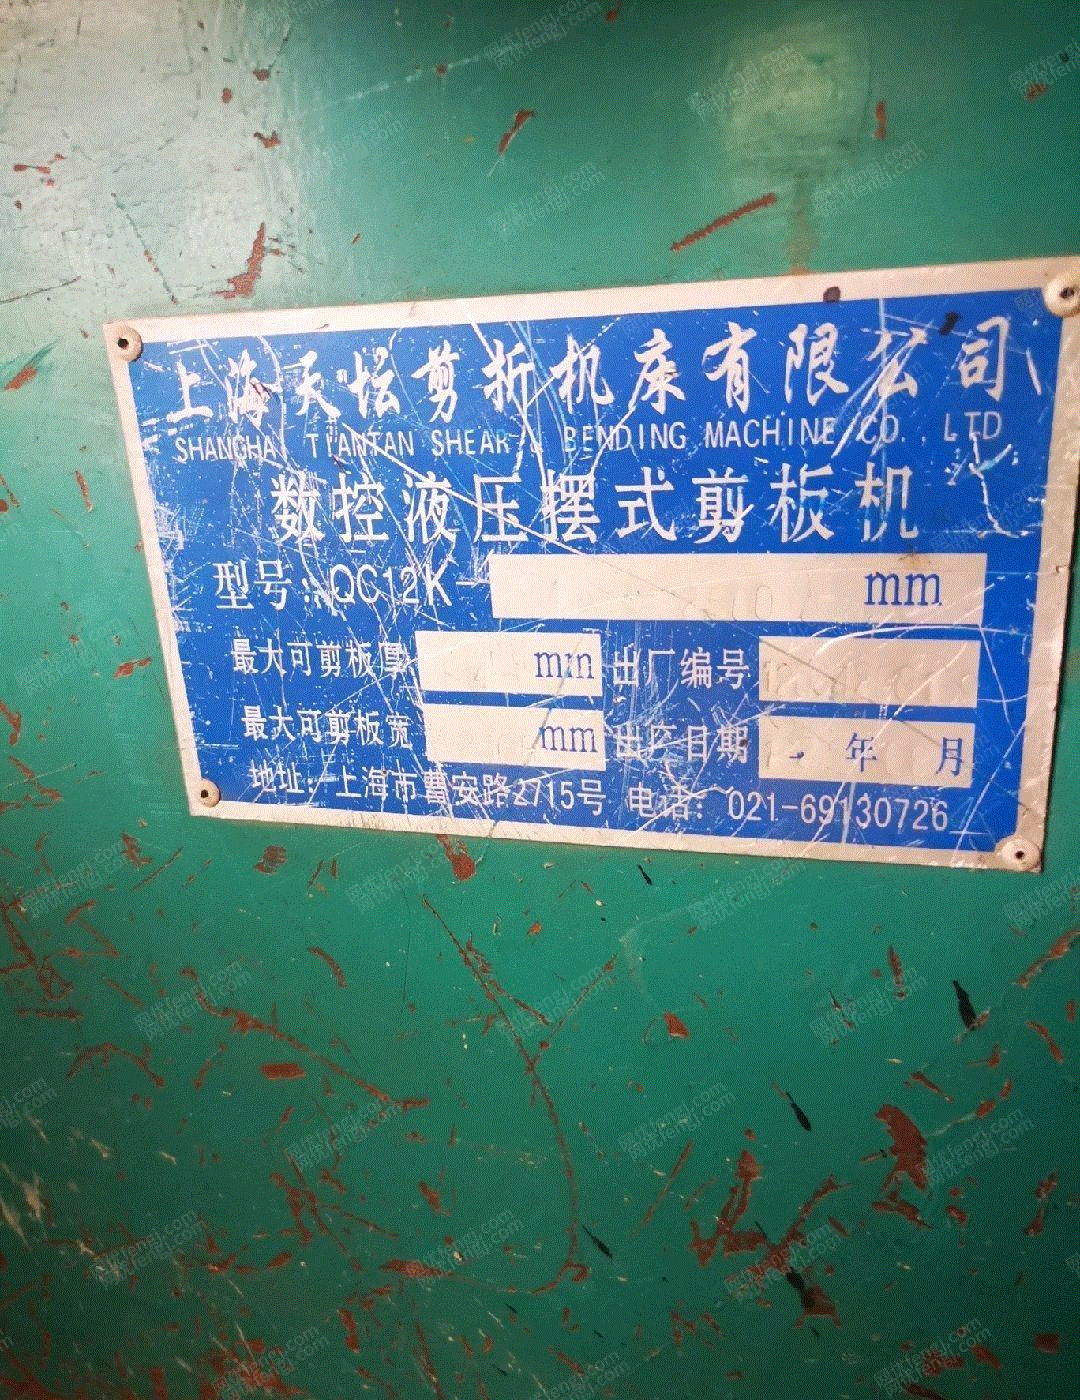 上海天坛剪折机床有限公司
SHANGHAI TIANTAN SHEAR & BENDING MACHINE CO., LTD
数控液压摆式剪板机
型号: QC12K- mm
最大可剪板厚 mm 出厂编号
最大可剪板宽 mm 出厂日期 年 月
地址: 上海市曹安路2715号 电话: 021-69130726